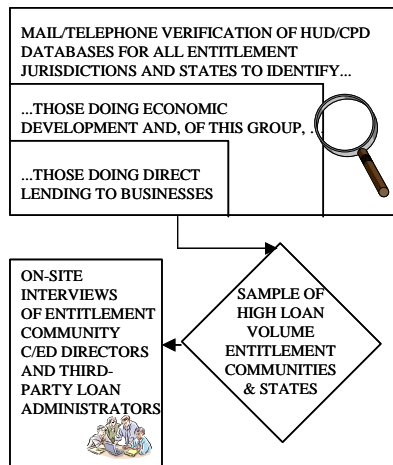 MAIL/TELEPHONE VERIFICATION OF HUD/CPD
DATABASES FOR ALL ENTITLEMENT
JURISDICTIONS AND STATES TO IDENTIFY...
...THOSE DOING ECONOMIC
DEVELOPMENT AND, OF THIS GROUP, ...
...THOSE DOING DIRECT
LENDING TO BUSINESSES
SAMPLE OF
HIGH LOAN
VOLUME
ENTITLEMENT
COMMUNITIES
& STATES
ON-SITE
INTERVIEWS
OF ENTITLEMENT
COMMUNITY
C/ED DIRECTORS
AND THIRD-
PARTY LOAN
ADMINISTRATORS